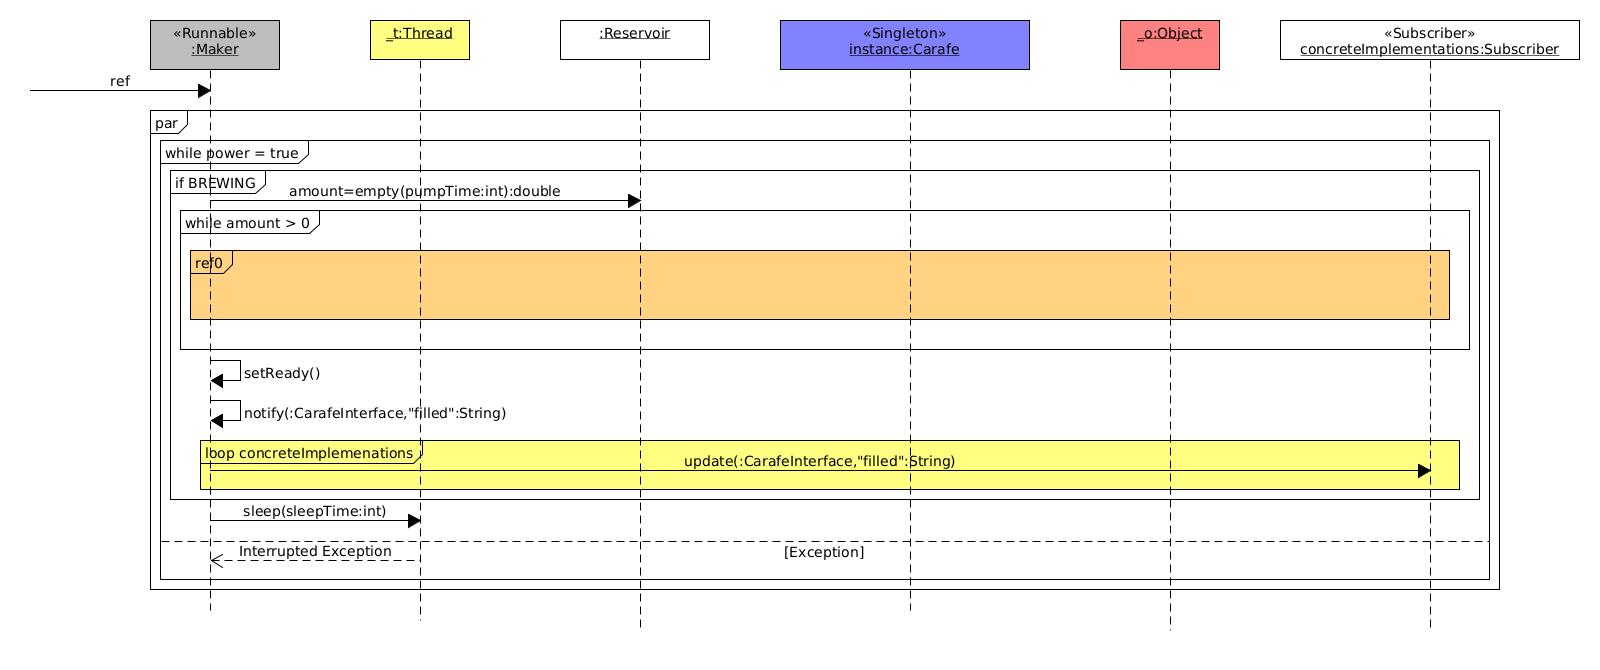 «Runnable»
:Maker
_t:Thread
:Reservoir
«Singleton»
instance:Carafe
_o:Object
«Subscriber»
concreteImplementations:Subscriber
ref
par
while power = true
if BREWING
amount=empty(pumpTime:int):double
while amount > 0
ref0
setReady()
notify(:CarafeInterface,"filled":String)
loop concreteImplemenations
update(:CarafeInterface,"filled":String)
sleep(sleepTime:int)
Interrupted Exception
[Exception]